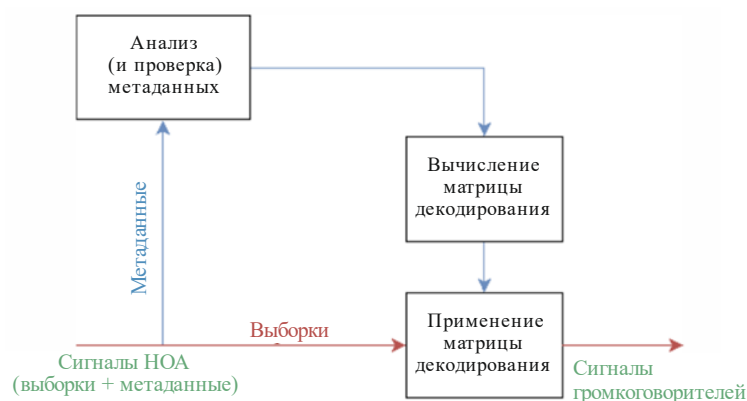 Анализ
(и проверка)
метаданных
Вычисление
матрицы
декодирования
Метаданные
Выборки
Применение
матрицы
декодирования
Сигналы HOA
(выборки + метаданные)
Сигналы
громкоговорителей